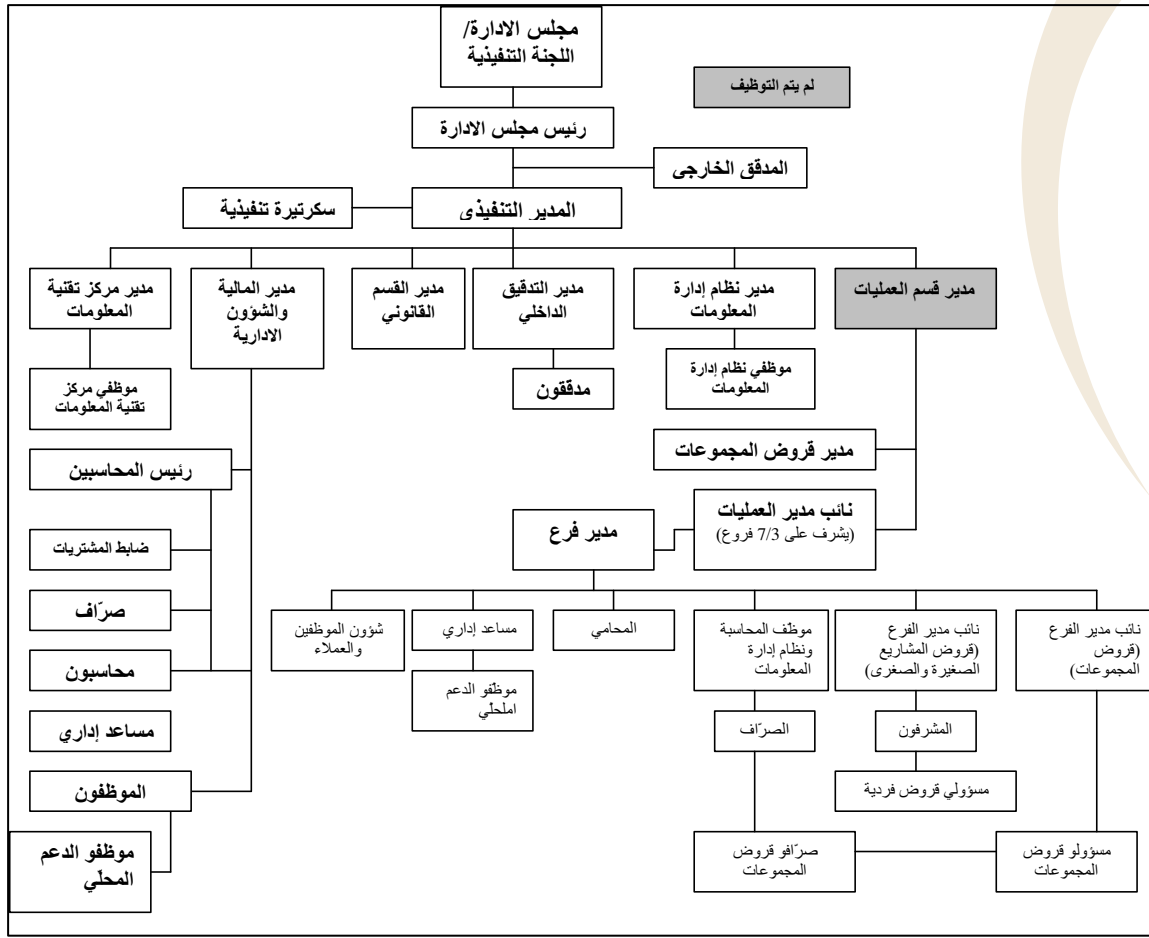 مجلس الادارة/
اللجنة التنفيذية
لم يتم التوظيف
رئيس مجلس الادارة
المدقق الخارجي
سكرتيرة تنفيذية
المدير التنفيذي
مدير قسم العمليات
مدير نظام إدارة
المعلومات
مدير التدقيق
الداخلي
مدير القسم
القانوني
مدير المالية
والشؤون
الادارية
مدير مركز تقنية
المعلومات
موظفي نظام إدارة
المعلومات
مدققون
موظفي مركز
تقنية المعلومات
مدير قروض المجموعات
رئيس المحاسبين
نائب مدير العمليات
(يشرف على 7/3 فروع)
مدير فرع
ضابط المشتريات
صرّاف
محاسبون
مساعد إداري
الموظفون
موظفو الدعم
المحلّي
نائب مدير الفرع
(قروض
المجموعات)
نائب مدير الفرع
(قروض المشاريع
الصغيرة والصغرى)
موظف المحاسبة
ونظام إدارة
المعلومات
المحامي
مساعد إداري
شؤون الموظفين
والعملاء
موظفو الدعم
املحلّي
الصرّاف
المشرفون
مسؤولي قروض فردية
صرّافو قروض
المجموعات
مسؤولو قروض
المجموعات